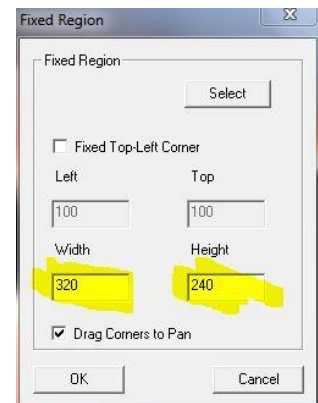 Fixed Region
Fixed Region
Select
Fixed Top-Left Corner
Left Top
100 100
Width Height
320 240
Drag Corners to Pan
OK Cancel